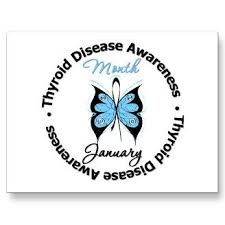 • Thyroid Disease Awareness •
Month
January
Thyroid Disease Awareness